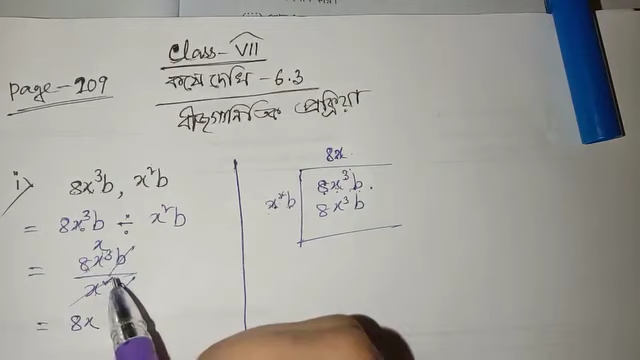 Class - VII
Page - 109
কষে দেখি - 6.3
বীজগাণিতিক প্রক্রিয়া
i) 8x³b, x²b
= 8x³b ÷ x²b
x
= 8x³b
x²b
= 8x
8x
x²b 8x³b.
8x³b